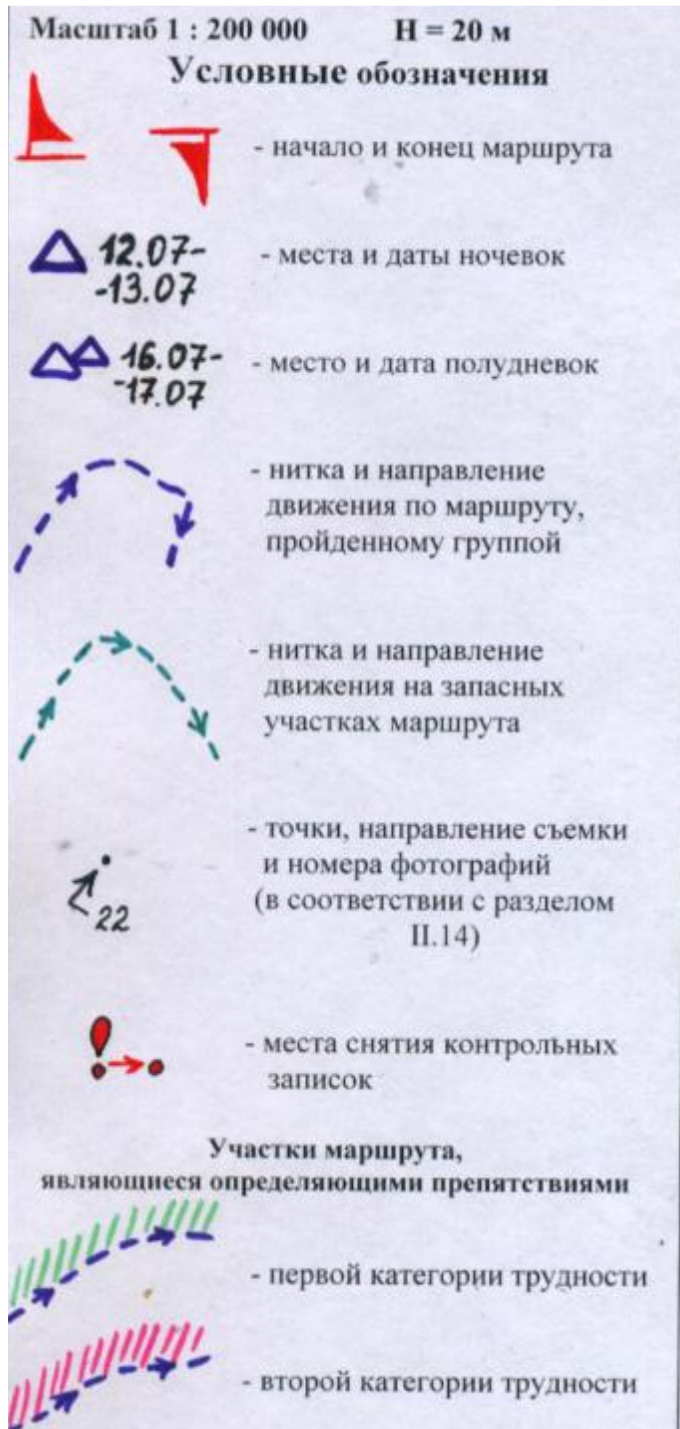 Масштаб 1 : 200 000 Н = 20 м
Условные обозначения
- начало и конец маршрута
12.07-
-13.07
- места и даты ночевок
16.07-
-17.07
- место и дата полудневок
- нитка и направление
движения по маршруту,
пройденному группой
- нитка и направление
движения на запасных
участках маршрута
- точки, направление съемки
и номера фотографий
(в соответствии с разделом
II.14)
22
- места снятия контрольных
записок
Участки маршрута,
являющиеся определяющими препятствиями
- первой категории трудности
- второй категории трудности